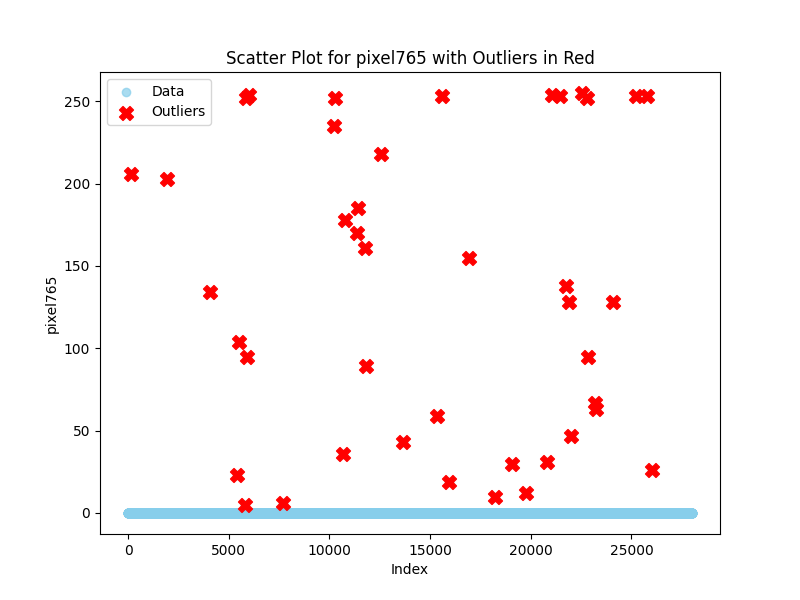 Scatter Plot for pixel765 with Outliers in Red
Data
Outliers
250
200
150
100
50
0
pixel765
0 5000 10000 15000 20000 25000
Index